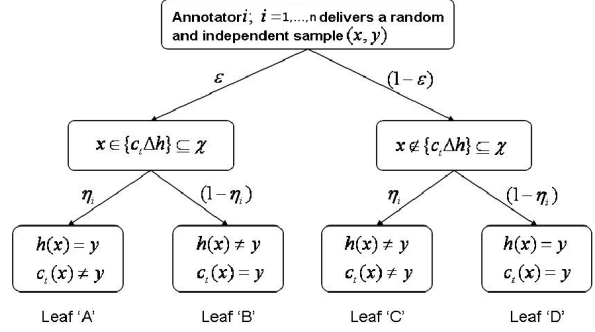 Annotator i, i = 1,...,n delivers a random
and independent sample (x, y)
ε
(1−ε)
x ∈ {c_i Δh} ⊆ χ
x ∉ {c_i Δh} ⊆ χ
η_i
(1−η_i)
η_i
(1−η_i)
h(x) = y
c_i(x) ≠ y
h(x) ≠ y
c_i(x) = y
h(x) ≠ y
c_i(x) ≠ y
h(x) = y
c_i(x) = y
Leaf 'A'
Leaf 'B'
Leaf 'C'
Leaf 'D'